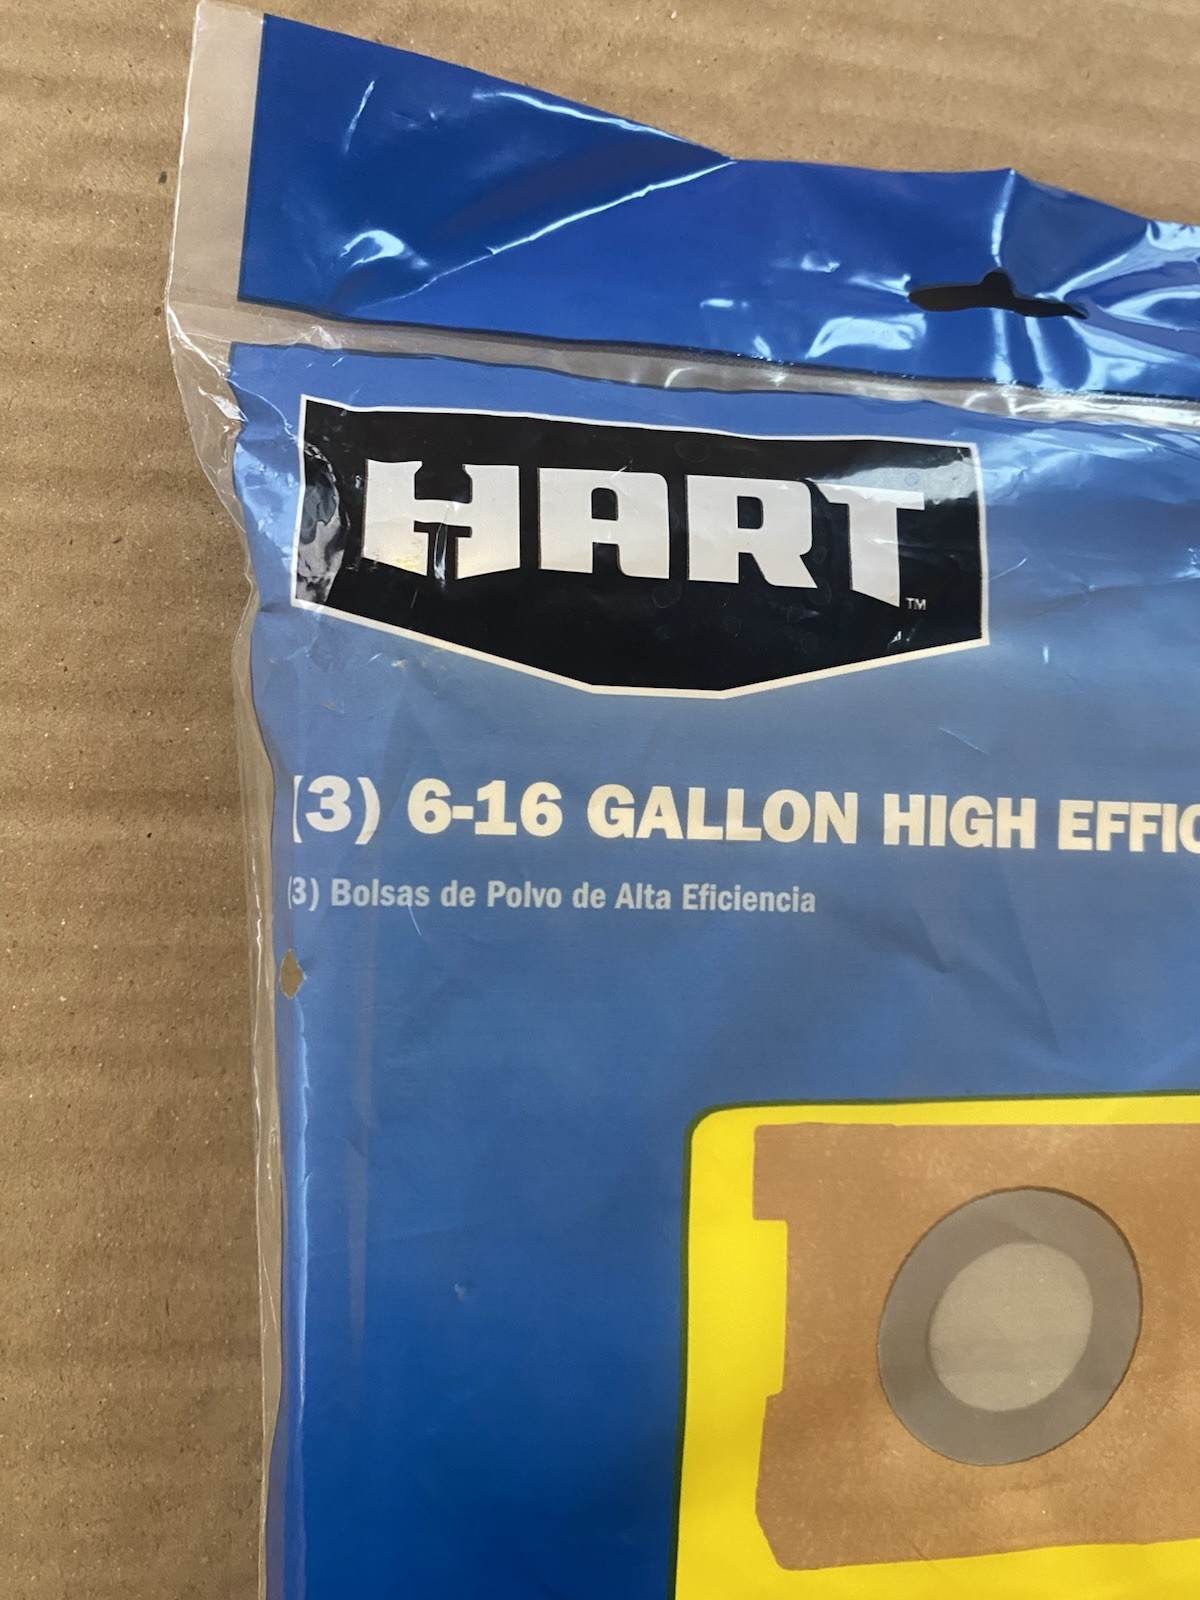 HART™
(3) 6-16 GALLON HIGH EFFIC
(3) Bolsas de Polvo de Alta Eficiencia